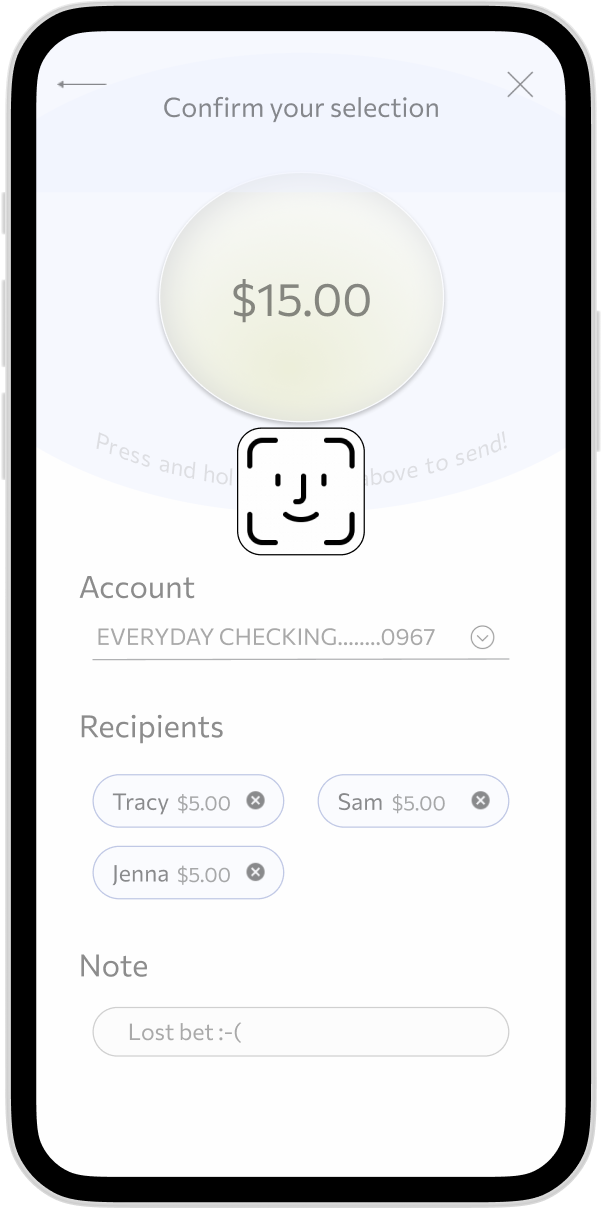 Confirm your selection
$15.00
Press and hol above to send!
Account
EVERYDAY CHECKING........0967
Recipients
Tracy $5.00 Sam $5.00
Jenna $5.00
Note
Lost bet :-(